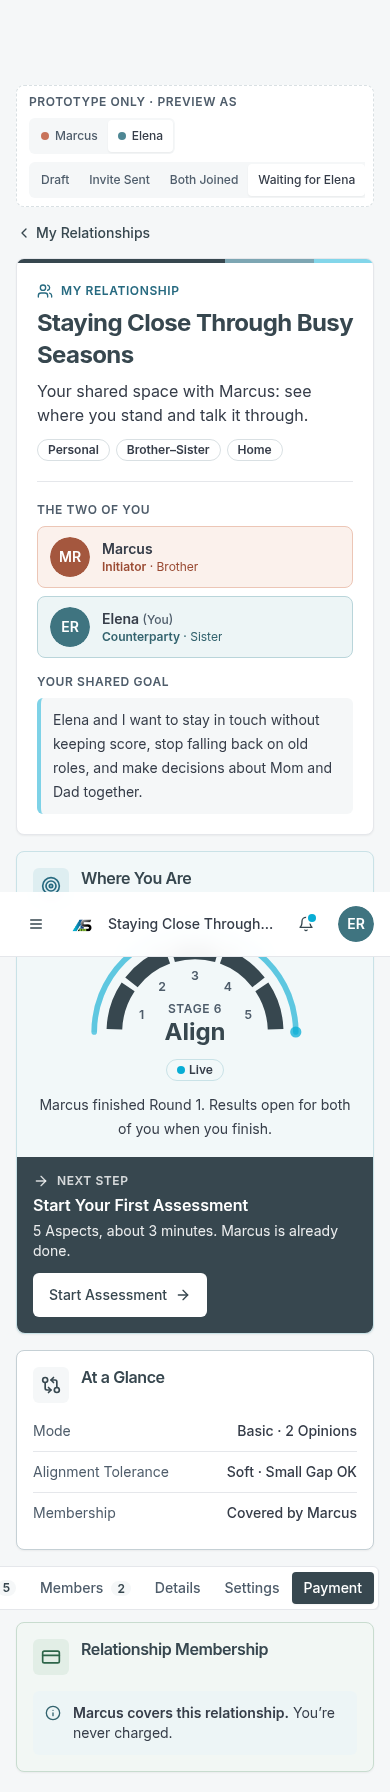 PROTOTYPE ONLY · PREVIEW AS
Marcus Elena
Draft Invite Sent Both Joined Waiting for Elena
My Relationships
MY RELATIONSHIP
Staying Close Through Busy
Seasons
Your shared space with Marcus: see
where you stand and talk it through.
Personal Brother–Sister Home
THE TWO OF YOU
MR Marcus
Initiator · Brother
ER Elena (You)
Counterparty · Sister
YOUR SHARED GOAL
Elena and I want to stay in touch without
keeping score, stop falling back on old
roles, and make decisions about Mom and
Dad together.
Where You Are
Staying Close Through... ER
1 2 3 4 5
STAGE 6
Align
Live
Marcus finished Round 1. Results open for both
of you when you finish.
NEXT STEP
Start Your First Assessment
5 Aspects, about 3 minutes. Marcus is already
done.
Start Assessment
At a Glance
Mode Basic · 2 Opinions
Alignment Tolerance Soft · Small Gap OK
Membership Covered by Marcus
5 Members 2 Details Settings Payment
Relationship Membership
Marcus covers this relationship. You’re
never charged.